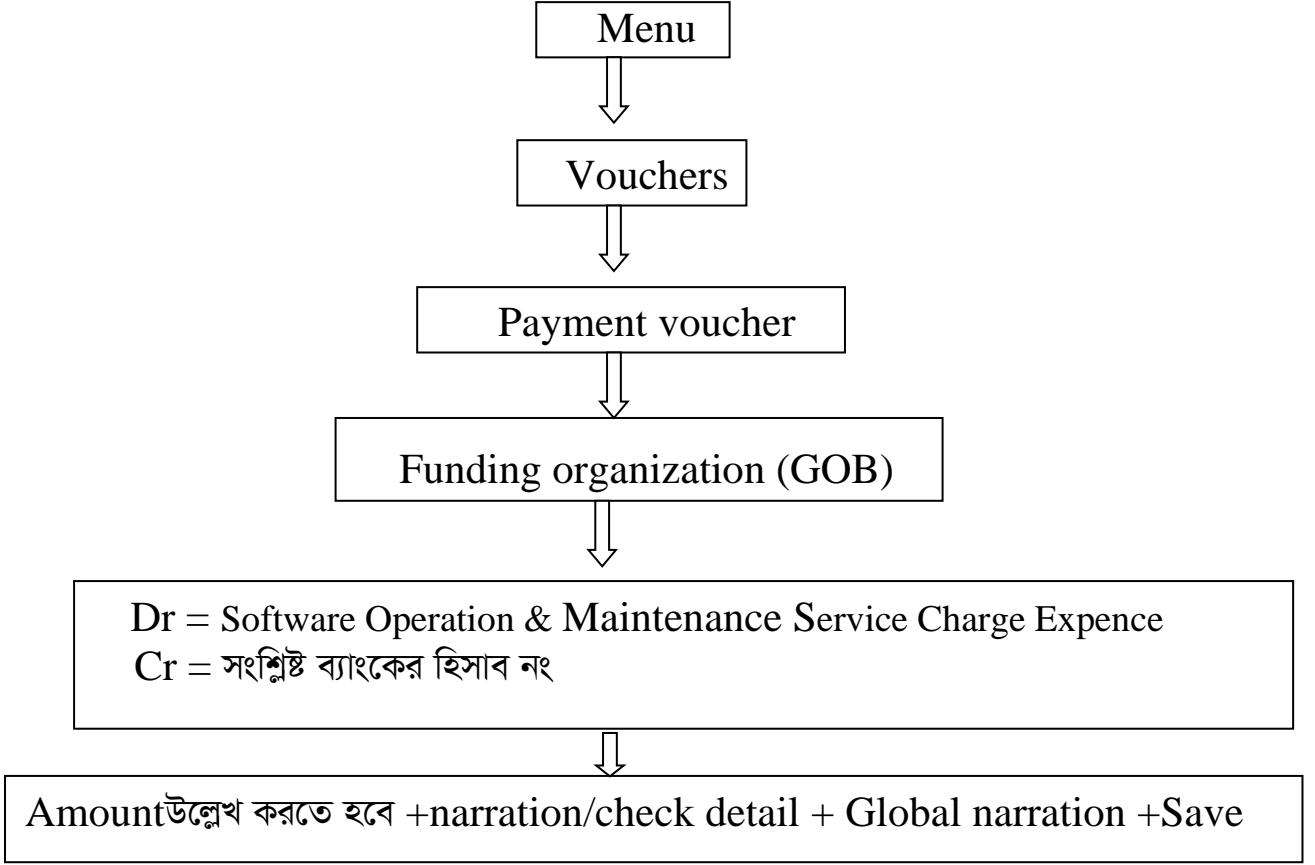 Menu
Vouchers
Payment voucher
Funding organization (GOB)
Dr = Software Operation & Maintenance Service Charge Expence
Cr = সংশ্লিষ্ট ব্যাংকের হিসাব নং
Amountউল্লেখ করতে হবে +narration/check detail + Global narration +Save